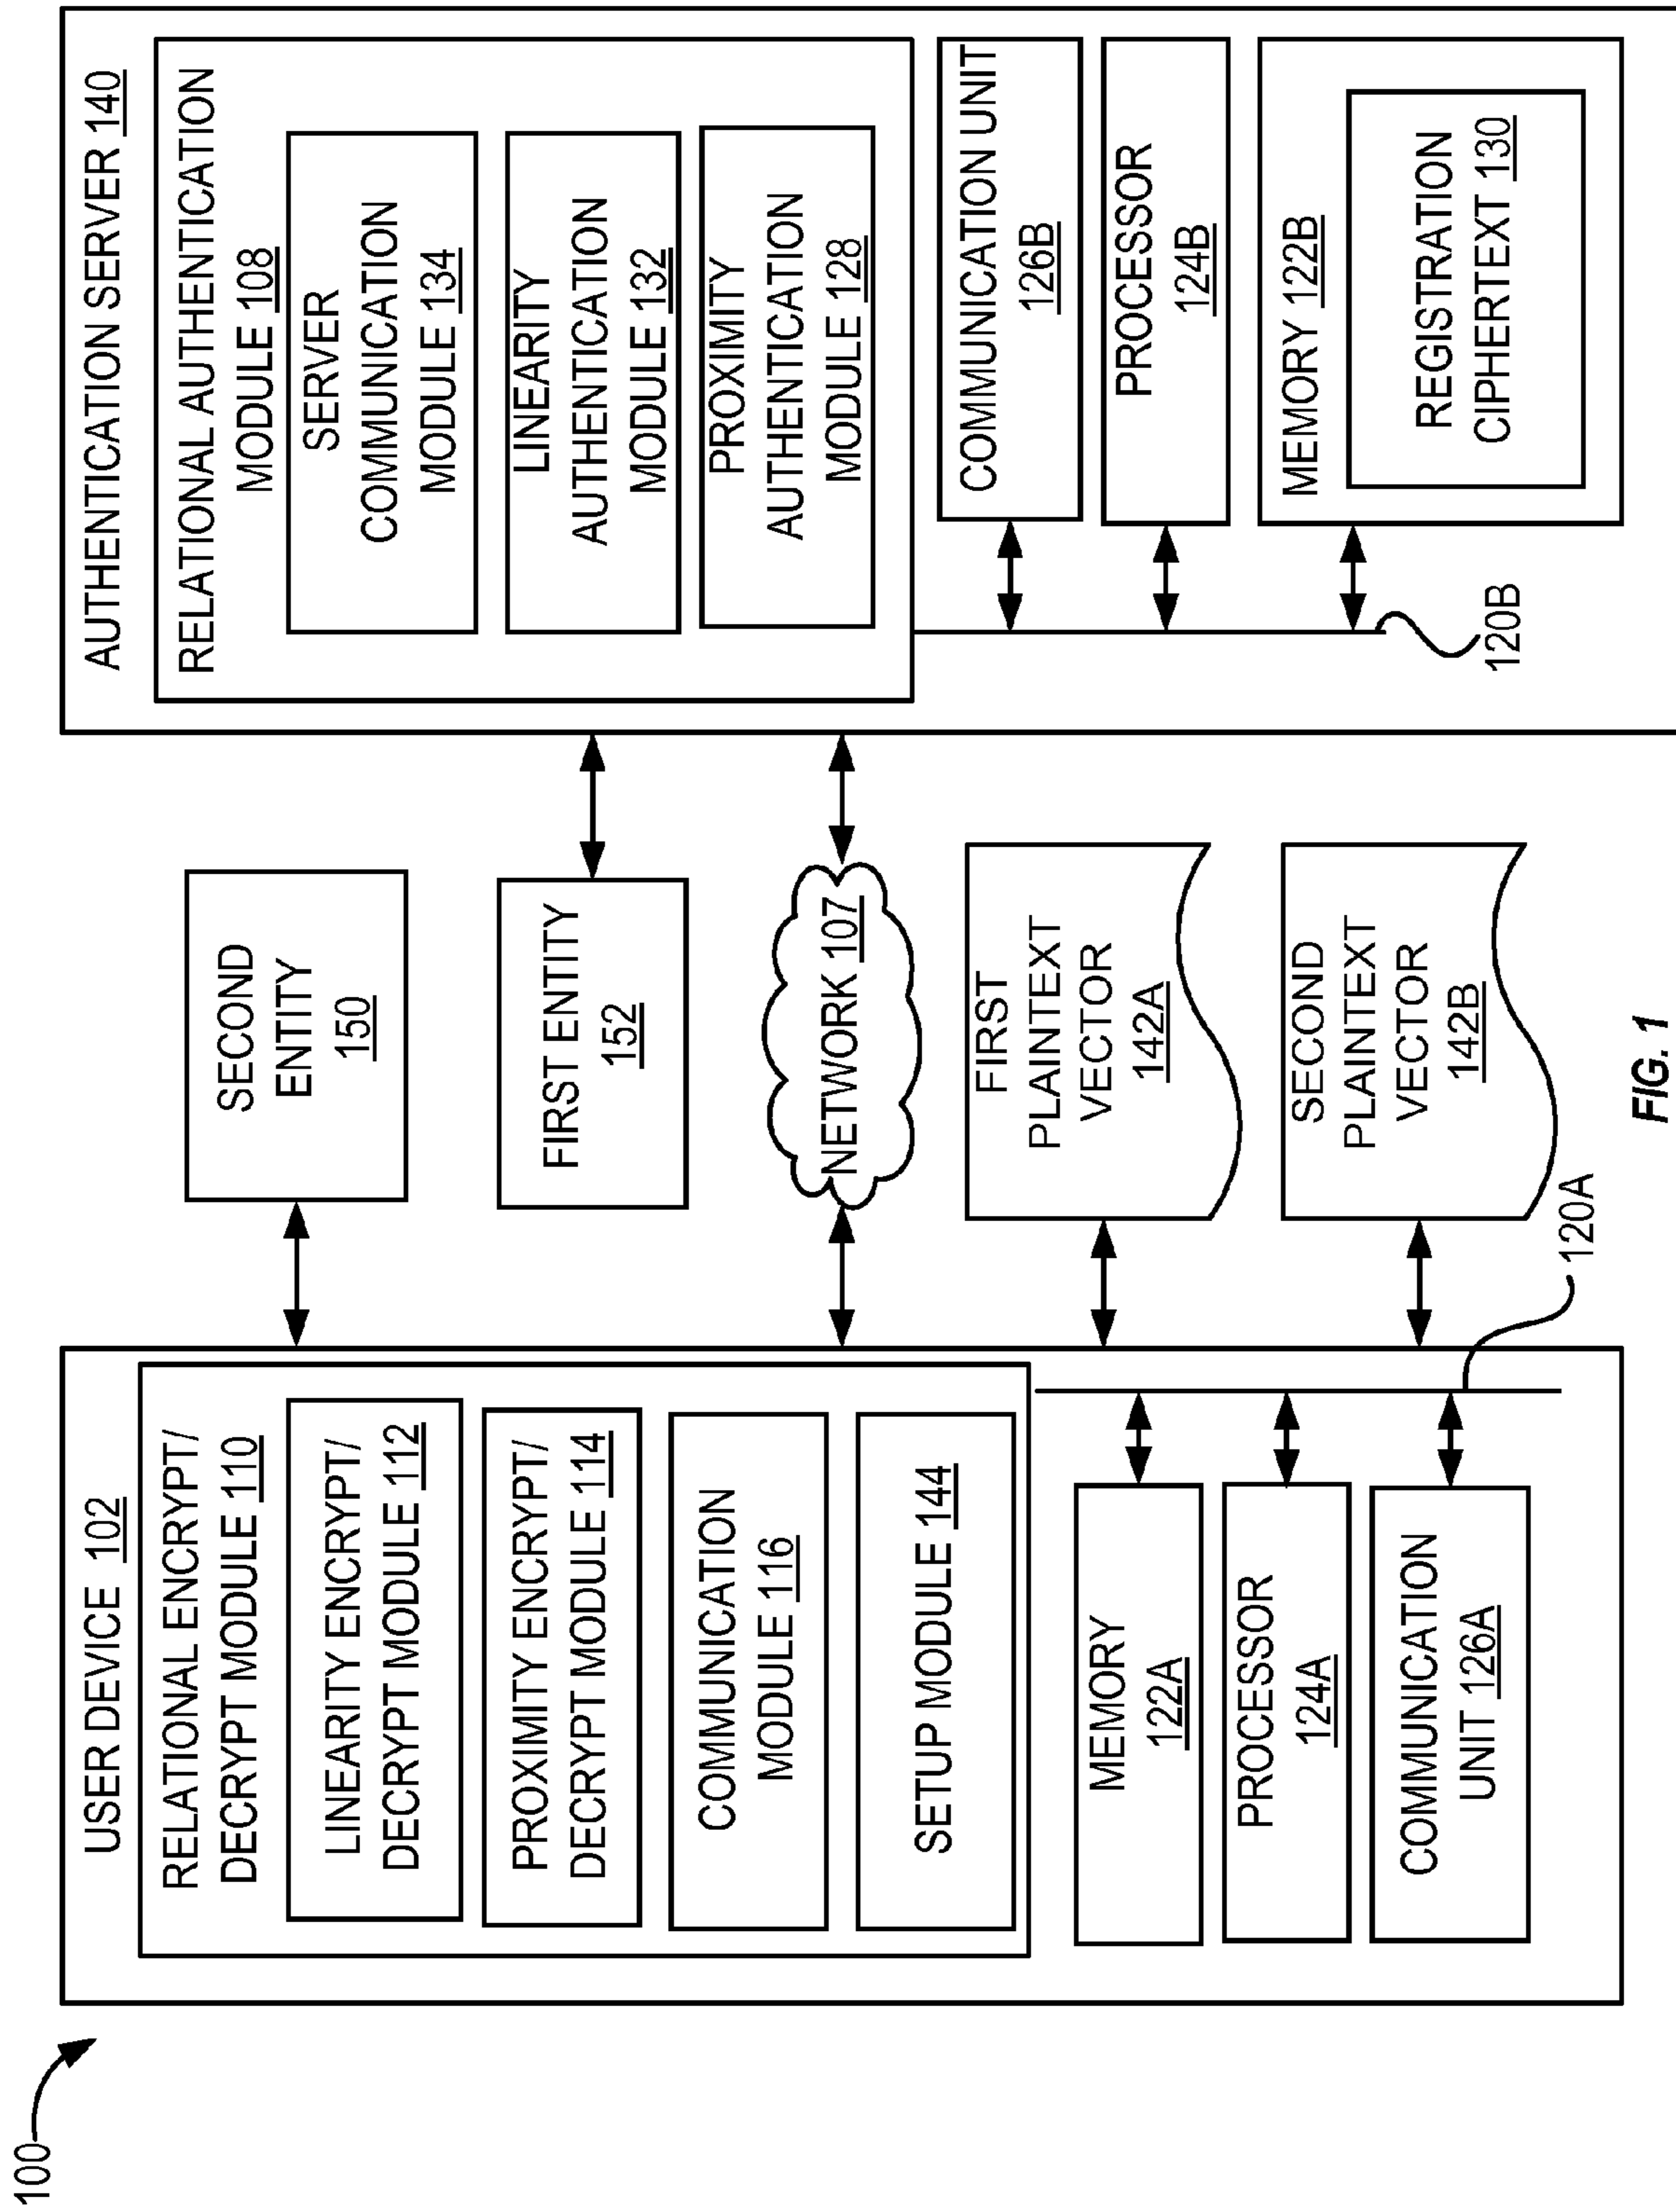 100
USER DEVICE 102
RELATIONAL ENCRYPT/
DECRYPT MODULE 110
LINEARITY ENCRYPT/
DECRYPT MODULE 112
PROXIMITY ENCRYPT/
DECRYPT MODULE 114
COMMUNICATION
MODULE 116
SETUP MODULE 144
MEMORY
122A
PROCESSOR
124A
COMMUNICATION
UNIT 126A
120A
SECOND
ENTITY
150
FIRST ENTITY
152
NETWORK 107
FIRST
PLAINTEXT
VECTOR
142A
SECOND
PLAINTEXT
VECTOR
142B
AUTHENTICATION SERVER 140
RELATIONAL AUTHENTICATION
MODULE 108
SERVER
COMMUNICATION
MODULE 134
LINEARITY
AUTHENTICATION
MODULE 132
PROXIMITY
AUTHENTICATION
MODULE 128
COMMUNICATION UNIT
126B
PROCESSOR
124B
MEMORY 122B
REGISTRATION
CIPHERTEXT 130
120B
FIG. 1